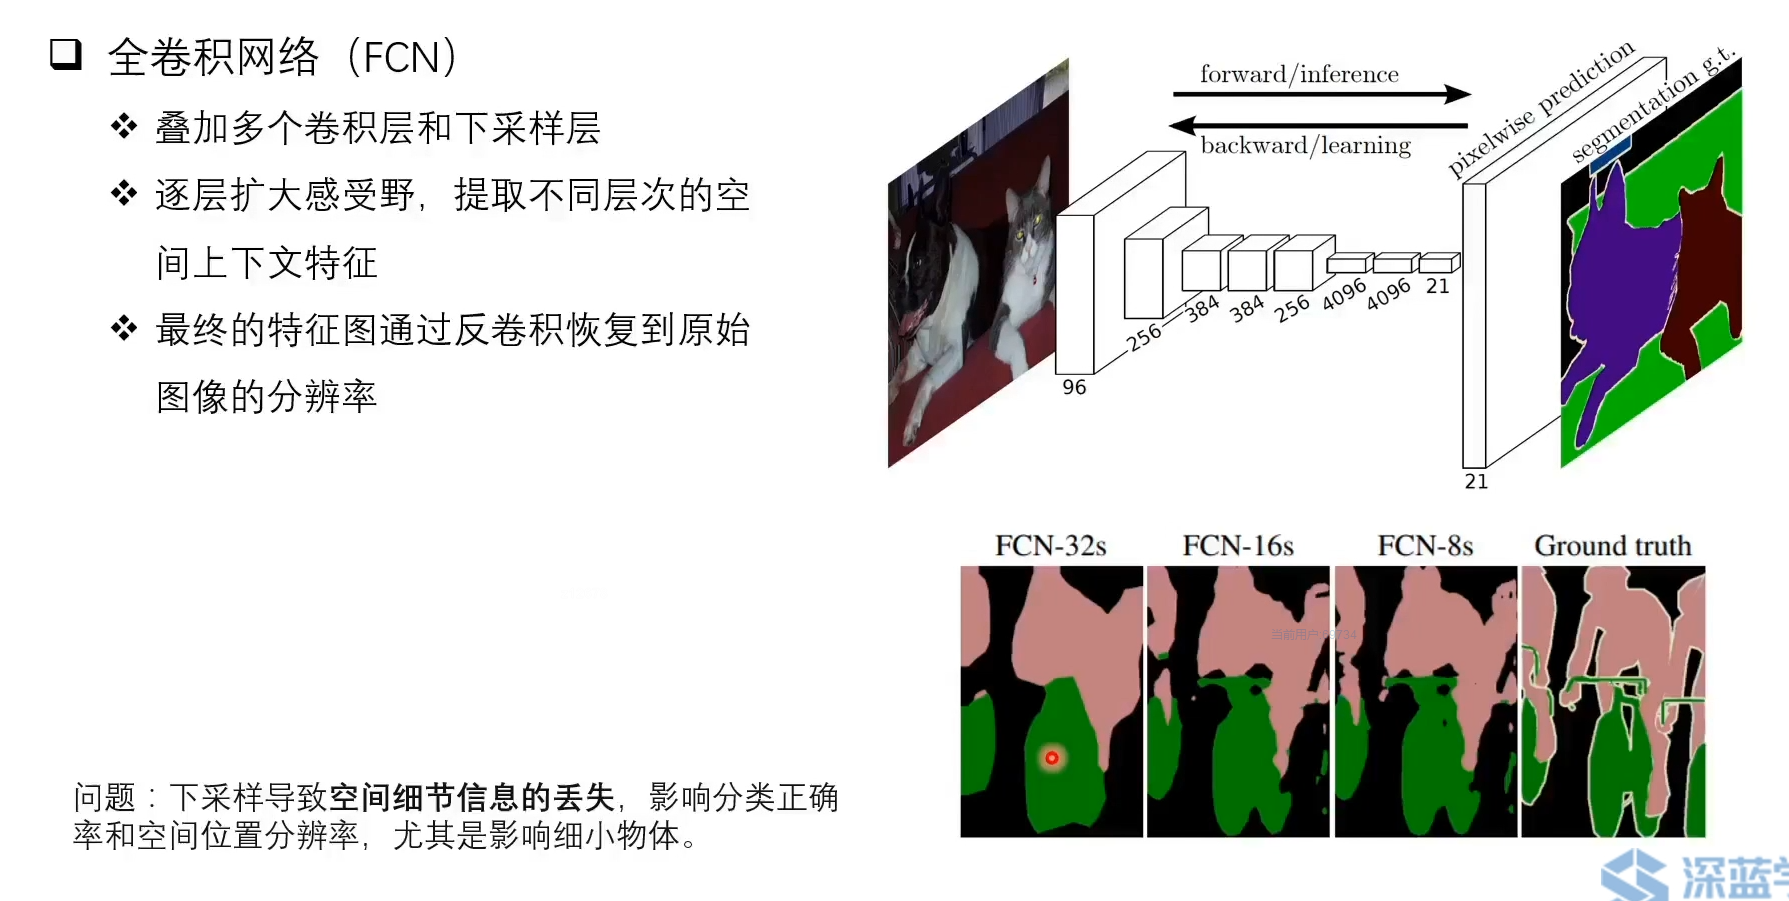 全卷积网络（FCN）
叠加多个卷积层和下采样层
逐层扩大感受野，提取不同层次的空
间上下文特征
最终的特征图通过反卷积恢复到原始
图像的分辨率
forward/inference
backward/learning
pixelwise prediction
segmentation g.t.
96
256
384
384
256
4096
4096
21
21
FCN-32s
FCN-16s
FCN-8s
Ground truth
问题：下采样导致空间细节信息的丢失，影响分类正确
率和空间位置分辨率，尤其是影响细小物体。
深蓝